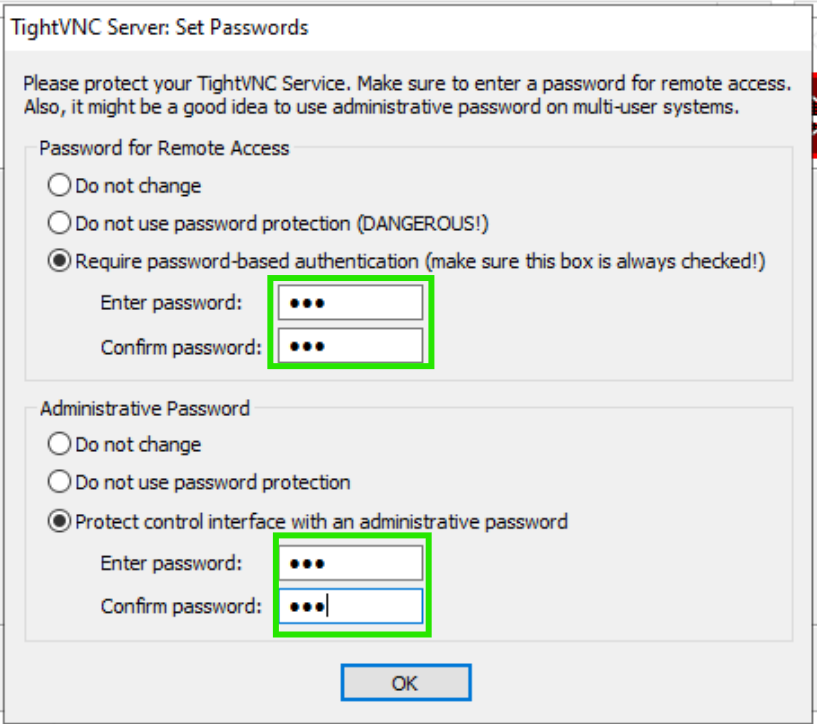 TightVNC Server: Set Passwords
Please protect your TightVNC Service. Make sure to enter a password for remote access.
Also, it might be a good idea to use administrative password on multi-user systems.
Password for Remote Access
Do not change
Do not use password protection (DANGEROUS!)
Require password-based authentication (make sure this box is always checked!)
Enter password: •••
Confirm password: •••
Administrative Password
Do not change
Do not use password protection
Protect control interface with an administrative password
Enter password: •••
Confirm password: •••
OK